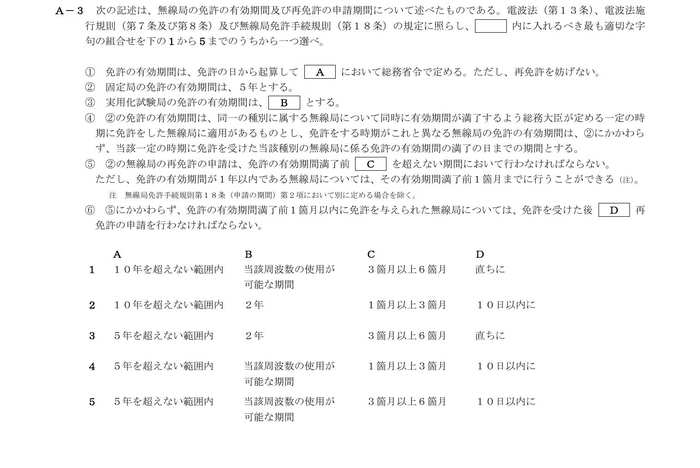 A－3　次の記述は、無線局の免許の有効期間及び再免許の申請期間について述べたものである。電波法（第１３条）、電波法施
行規則（第７条及び第８条）及び無線局免許手続規則（第１８条）の規定に照らし、　　　内に入れるべき最も適切な字
句の組合せを下の１から５までのうちから一つ選べ。
①　免許の有効期間は、免許の日から起算して　A　において総務省令で定める。ただし、再免許を妨げない。
②　固定局の免許の有効期間は、５年とする。
③　実用化試験局の免許の有効期間は、　B　とする。
④　②の免許の有効期間は、同一の種別に属する無線局について同時に有効期間が満了するよう総務大臣が定める一定の時
期に免許をした無線局に適用があるものとし、免許をする時期がこれと異なる無線局の免許の有効期間は、②にかかわら
ず、当該一定の時期に免許を受けた当該種別の無線局に係る免許の有効期間の満了の日までの期間とする。
⑤　②の無線局の再免許の申請は、免許の有効期間満了前　C　を超えない期間において行わなければならない。
ただし、免許の有効期間が１年以内である無線局については、その有効期間満了前１箇月までに行うことができる（注）。
注　無線局免許手続規則第１８条（申請の期間）第２項において別に定める場合を除く。
⑥　⑤にかかわらず、免許の有効期間満了前１箇月以内に免許を与えられた無線局については、免許を受けた後　D　再
免許の申請を行わなければならない。
A　B　C　D
1　１０年を超えない範囲内　当該周波数の使用が　３箇月以上６箇月　直ちに
可能な期間
2　１０年を超えない範囲内　２年　１箇月以上３箇月　１０日以内に
3　５年を超えない範囲内　２年　３箇月以上６箇月　直ちに
4　５年を超えない範囲内　当該周波数の使用が　１箇月以上３箇月　１０日以内に
可能な期間
5　５年を超えない範囲内　当該周波数の使用が　３箇月以上６箇月　１０日以内に
可能な期間